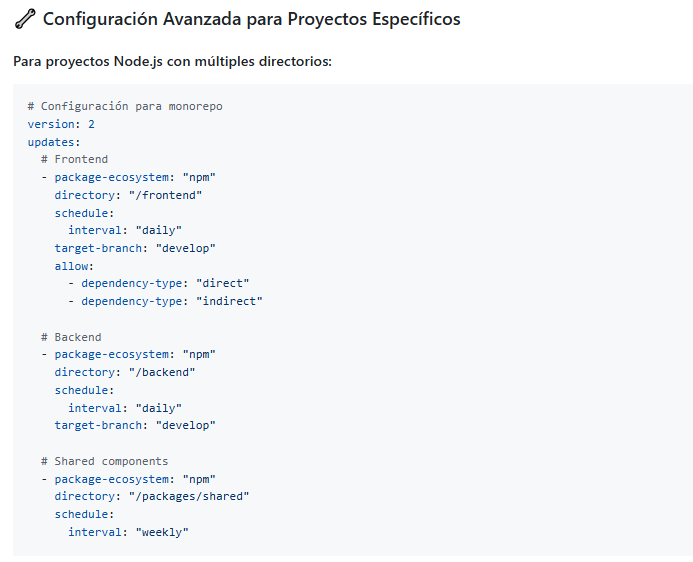 🔧 Configuración Avanzada para Proyectos Específicos
Para proyectos Node.js con múltiples directorios:
# Configuración para monorepo
version: 2
updates:
  # Frontend
  - package-ecosystem: "npm"
    directory: "/frontend"
    schedule:
      interval: "daily"
    target-branch: "develop"
    allow:
      - dependency-type: "direct"
      - dependency-type: "indirect"
  # Backend
  - package-ecosystem: "npm"
    directory: "/backend"
    schedule:
      interval: "daily"
    target-branch: "develop"
  # Shared components
  - package-ecosystem: "npm"
    directory: "/packages/shared"
    schedule:
      interval: "weekly"